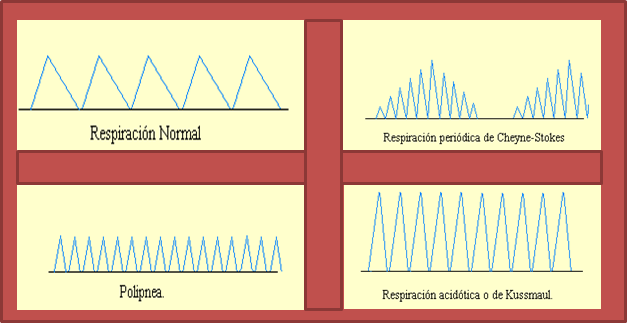 Respiración Normal
Respiración periódica de Cheyne-Stokes
Polipnea.
Respiración acidótica o de Kussmaul.